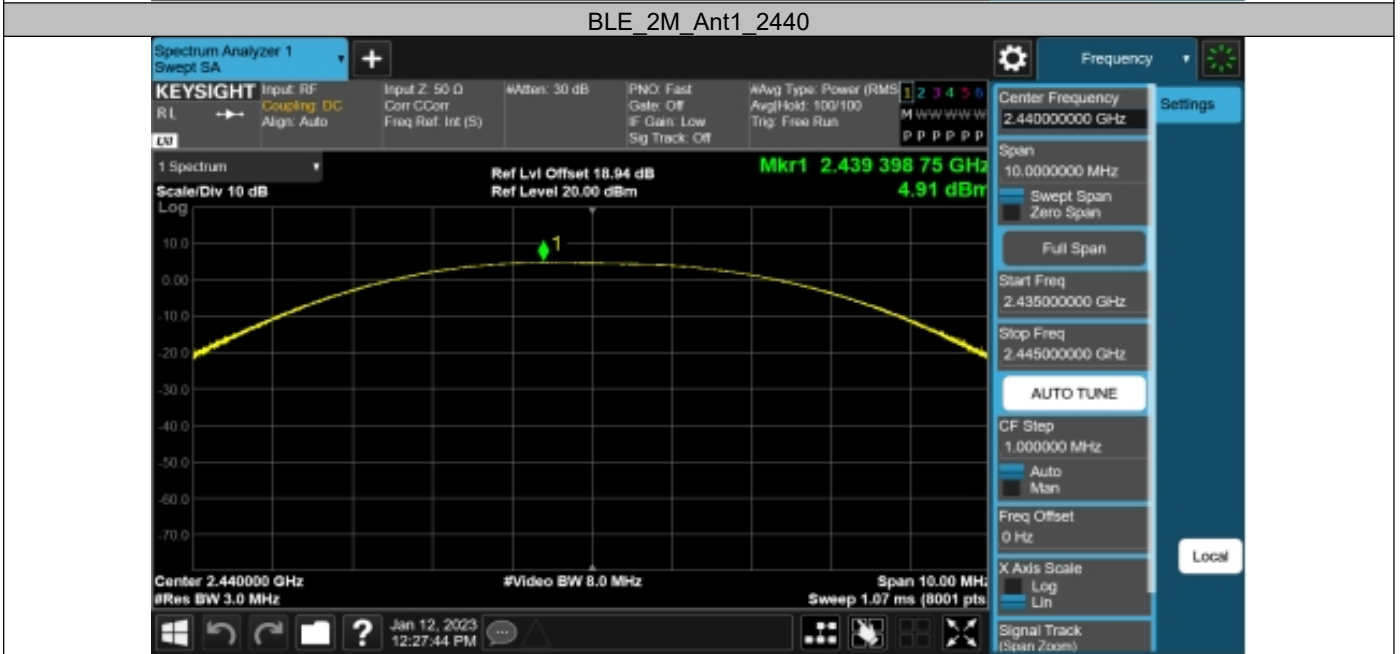 BLE_2M_Ant1_2440
Spectrum Analyzer 1
Swept SA
+
Frequency
KEYSIGHT
RL
LXI
Input: RF
Coupling: DC
Align: Auto
Input Z: 50 Ω
Corr CCorr
Freq Ref: Int (S)
#Atten: 30 dB
PNO: Fast
Gate: Off
IF Gain: Low
Sig Track: Off
#Avg Type: Power (RMS
Avg|Hold: 100/100
Trig: Free Run
1 2 3 4 5 6
M W W W W W
P P P P P P
1 Spectrum
Scale/Div 10 dB
Ref Lvl Offset 18.94 dB
Ref Level 20.00 dBm
Mkr1 2.439 398 75 GHz
4.91 dBm
Log
1
10.0
0.00
-10.0
-20.0
-30.0
-40.0
-50.0
-60.0
-70.0
Center 2.440000 GHz
#Res BW 3.0 MHz
#Video BW 8.0 MHz
Span 10.00 MHz
Sweep 1.07 ms (8001 pts
?
Jan 12, 2023
12:27:44 PM
Center Frequency
2.440000000 GHz
Settings
Span
10.0000000 MHz
Swept Span
Zero Span
Full Span
Start Freq
2.435000000 GHz
Stop Freq
2.445000000 GHz
AUTO TUNE
CF Step
1.000000 MHz
Auto
Man
Freq Offset
0 Hz
X Axis Scale
Log
Lin
Local
Signal Track
(Span Zoom)